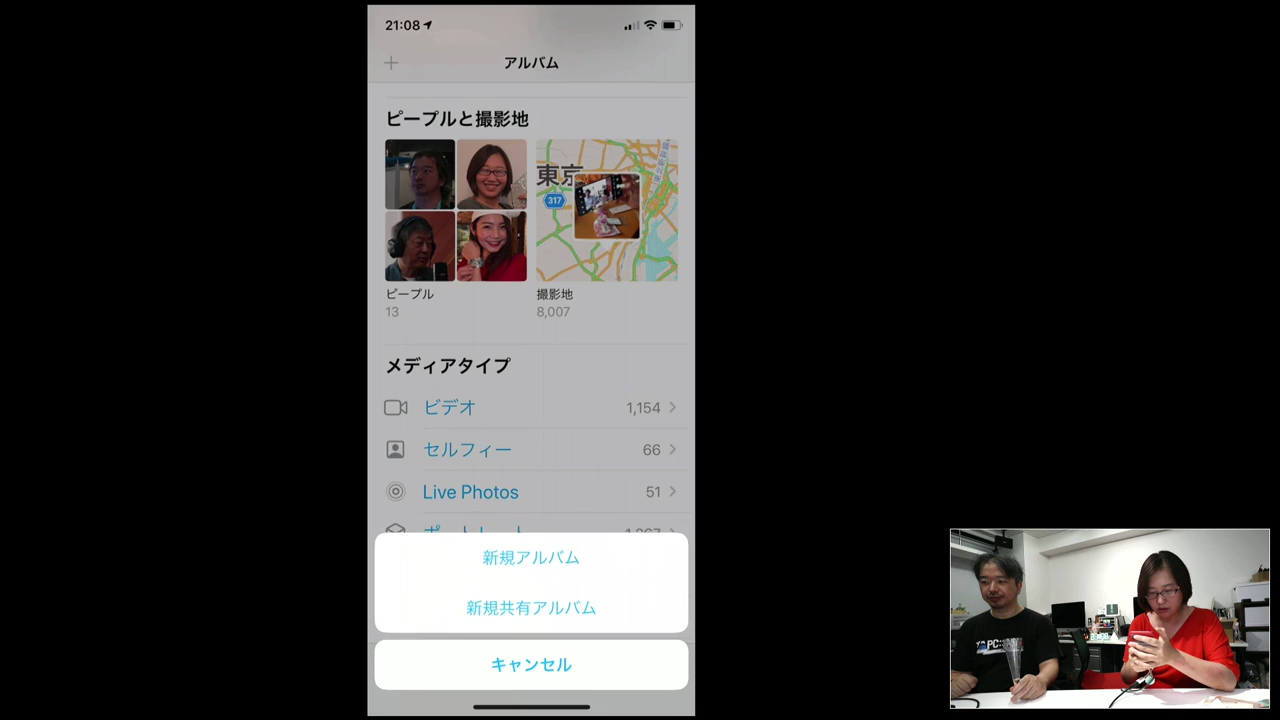 21:08
アルバム
ピープルと撮影地
東京
317
ピープル
13
撮影地
8,007
メディアタイプ
ビデオ
1,154
セルフィー
66
Live Photos
51
新規アルバム
新規共有アルバム
キャンセル
PC